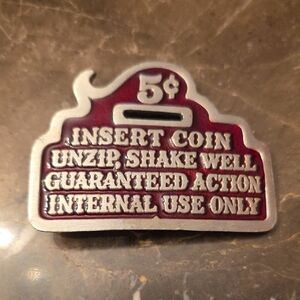 5¢
INSERT COIN
UNZIP, SHAKE WELL
GUARANTEED ACTION
INTERNAL USE ONLY